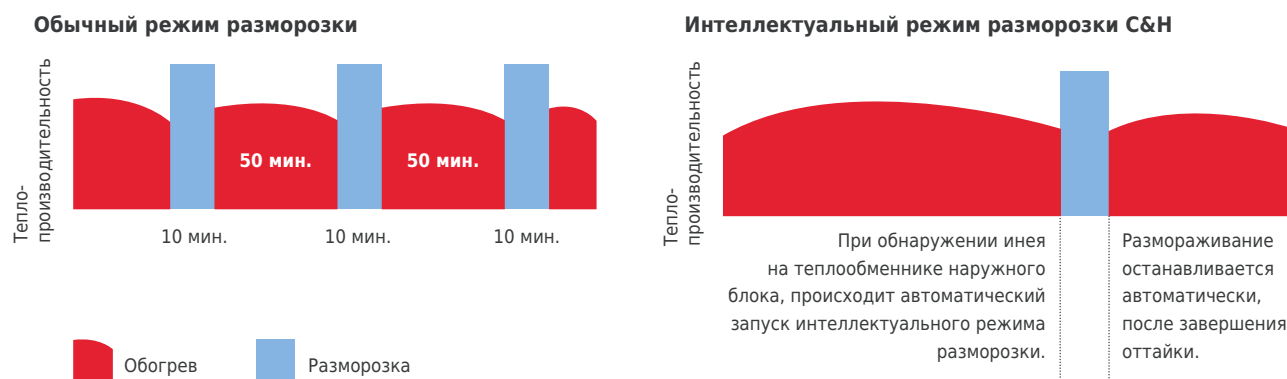 Обычный режим разморозки
Тепло-
производительность
50 мин.
50 мин.
10 мин.
10 мин.
10 мин.
Обогрев
Разморозка
Интеллектуальный режим разморозки C&H
Тепло-
производительность
При обнаружении инея
на теплообменнике наружного
блока, происходит автоматический
запуск интеллектуального режима
разморозки.
Размораживание
останавливается
автоматически,
после завершения
оттайки.